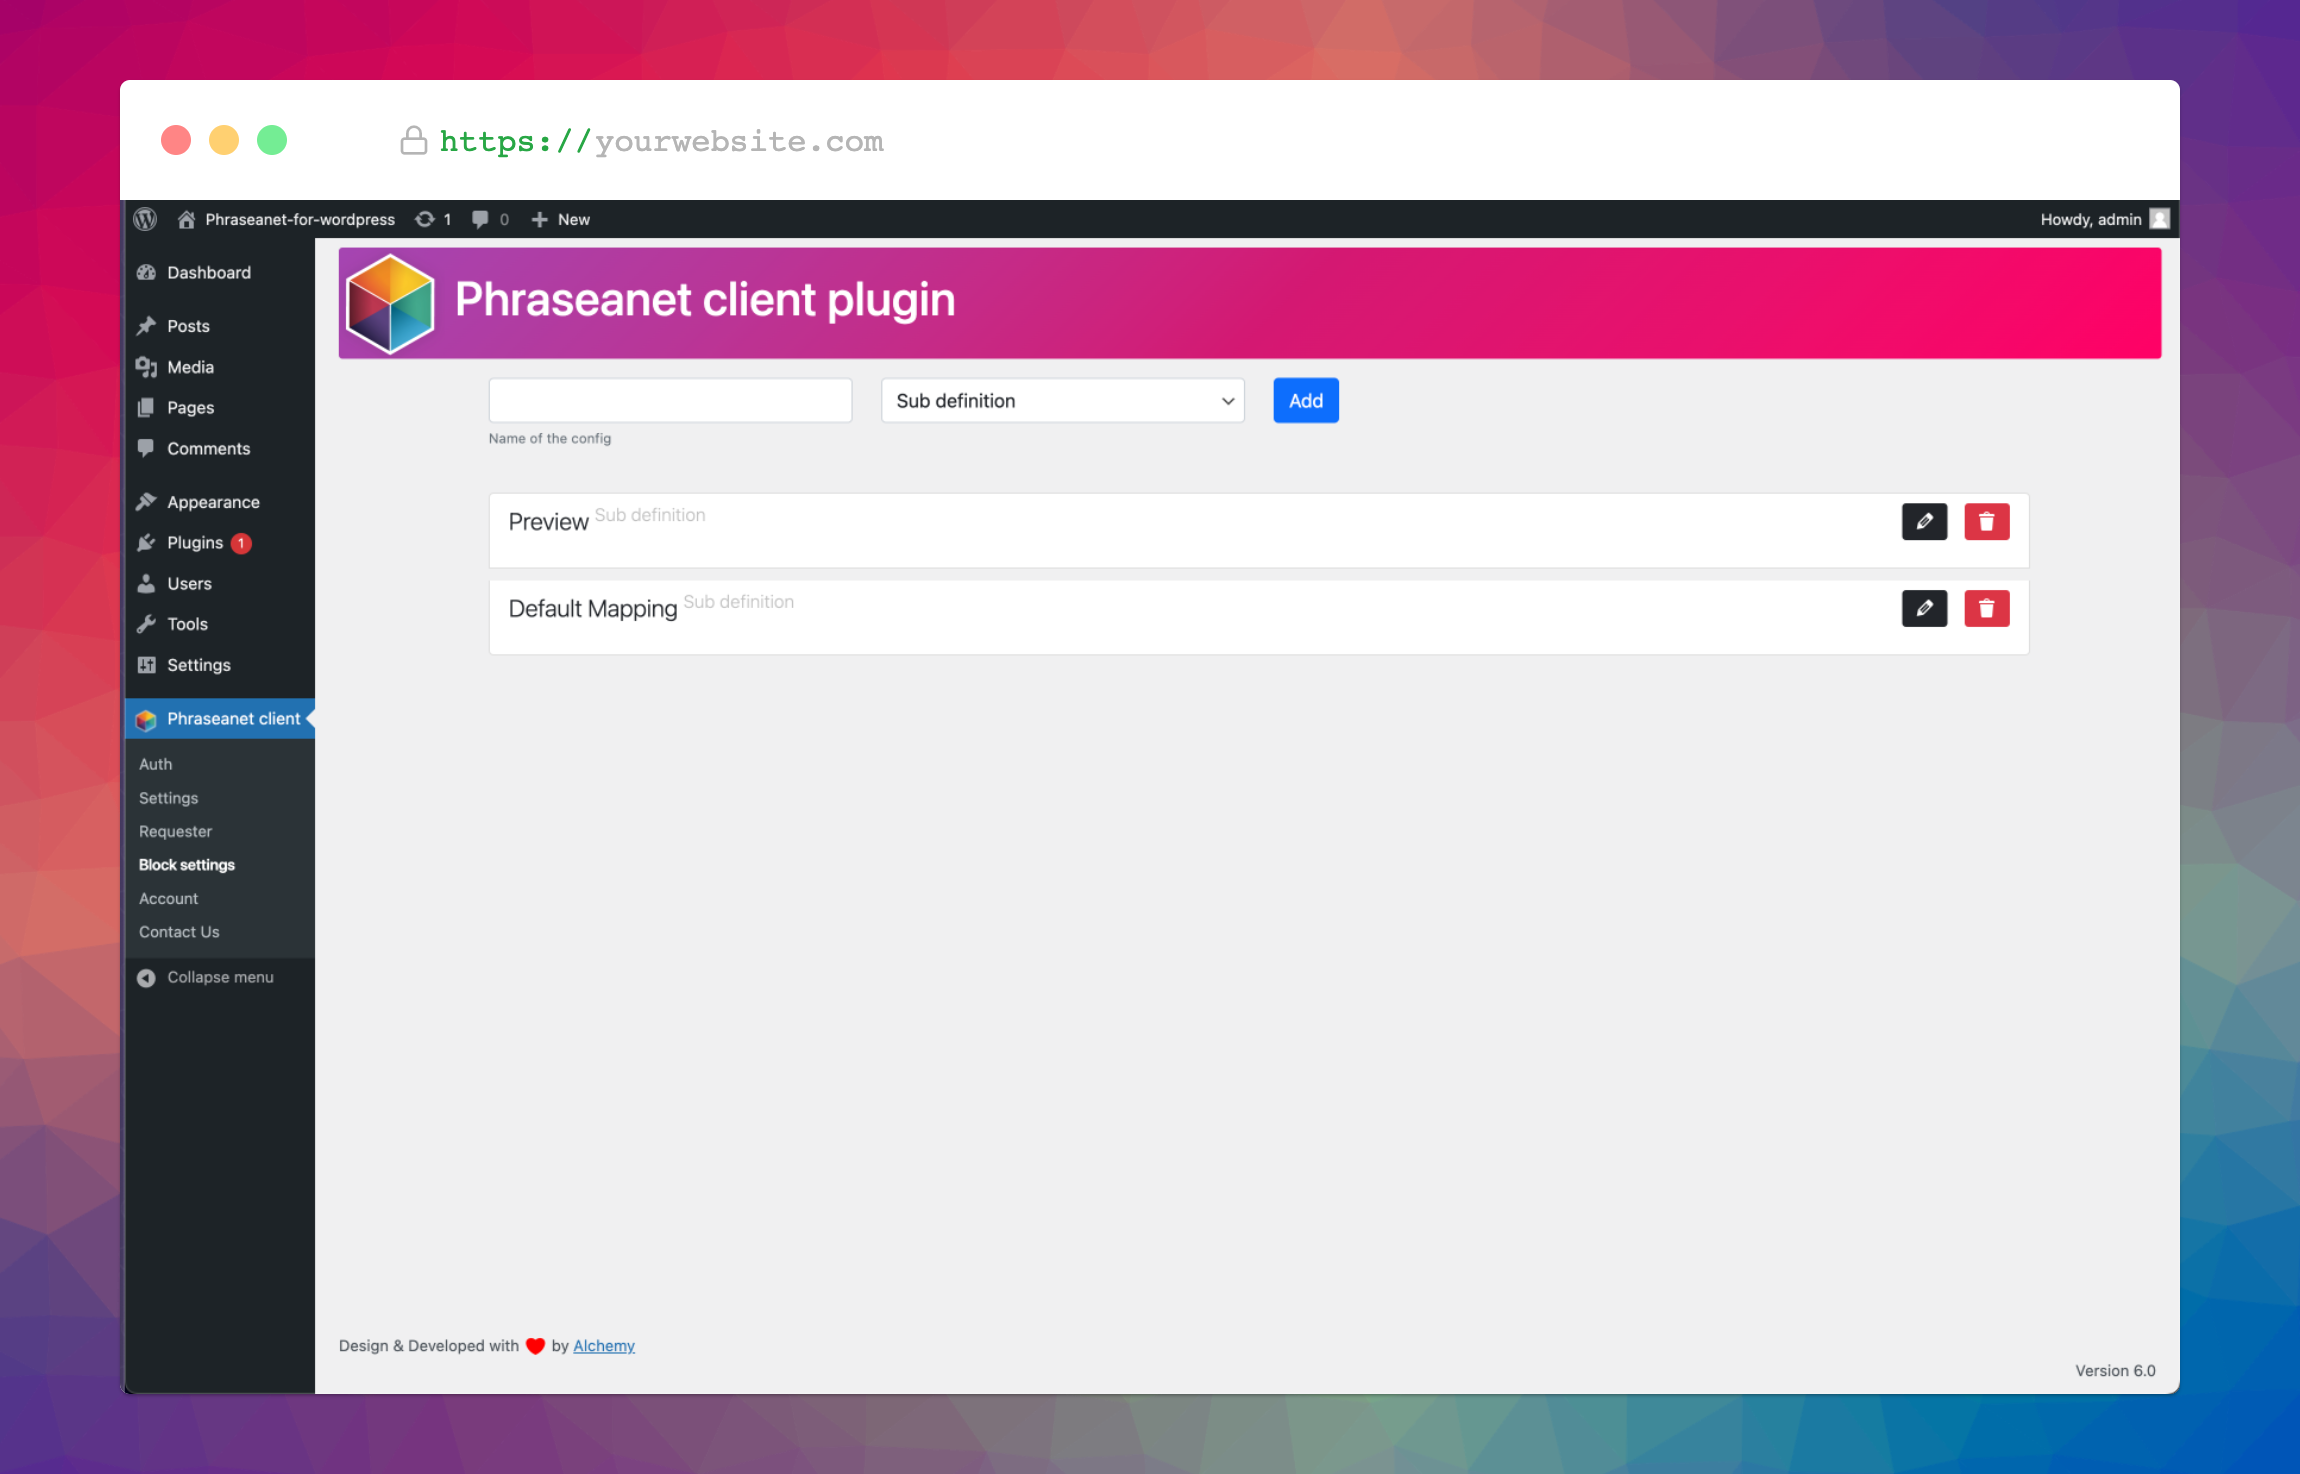 https://yourwebsite.com
Phraseanet-for-wordpress 1 0 New Howdy, admin
Dashboard
Posts
Media
Pages
Comments
Appearance
Plugins 1
Users
Tools
Settings
Phraseanet client
Auth
Settings
Requester
Block settings
Account
Contact Us
Collapse menu
Phraseanet client plugin
Sub definition Add
Name of the config
Preview Sub definition
Default Mapping Sub definition
Design & Developed with ❤ by Alchemy
Version 6.0